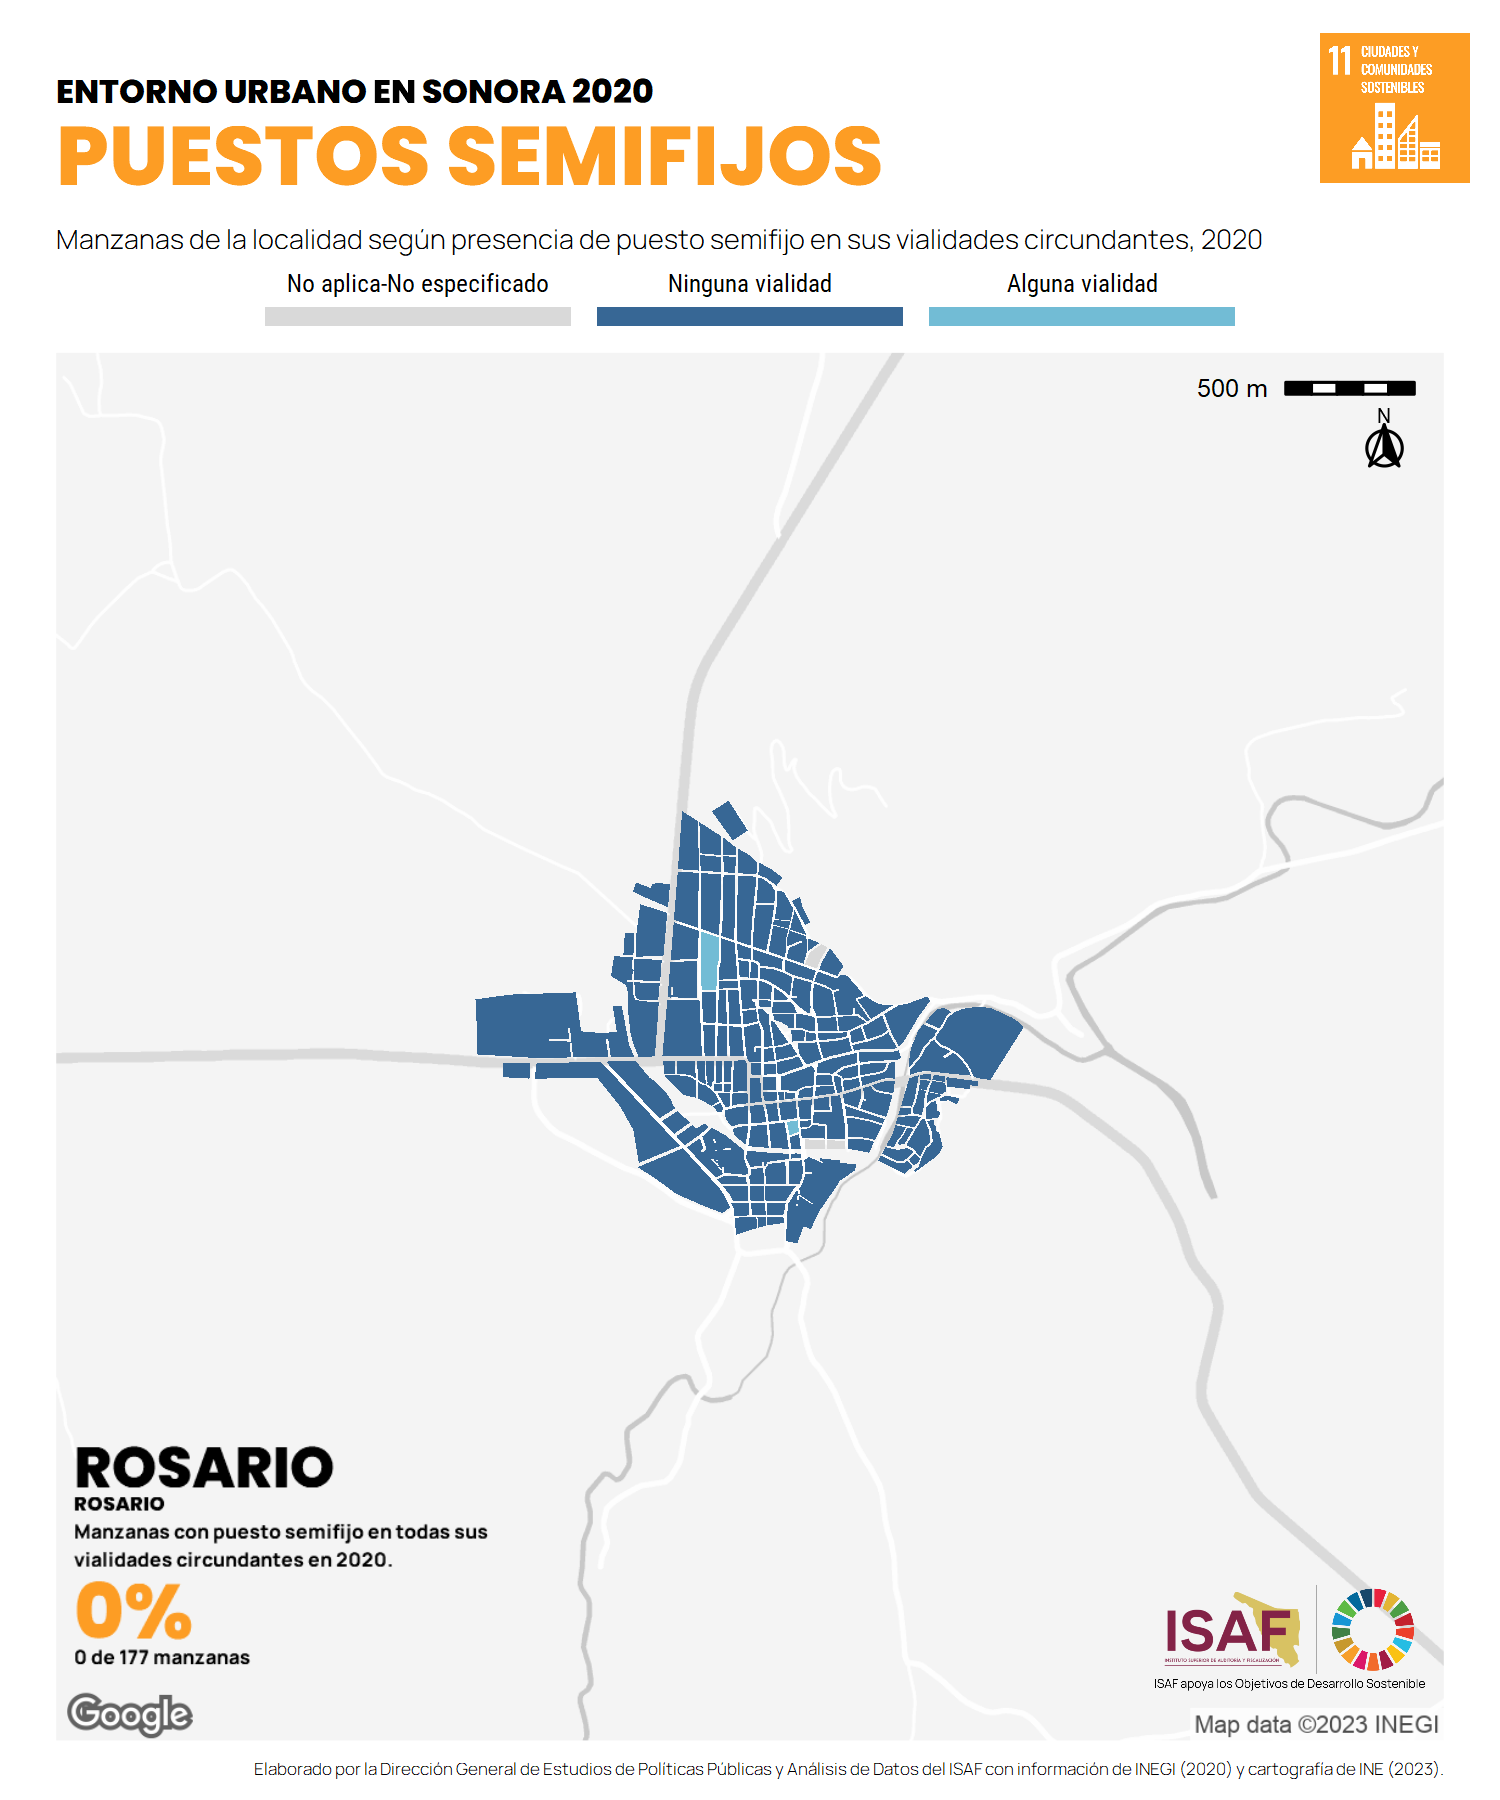 11 CIUDADES Y
COMUNIDADES
SOSTENIBLES
ENTORNO URBANO EN SONORA 2020
PUESTOS SEMIFIJOS
Manzanas de la localidad según presencia de puesto semifijo en sus vialidades circundantes, 2020
No aplica-No especificado
Ninguna vialidad
Alguna vialidad
500 m
N
ROSARIO
ROSARIO
Manzanas con puesto semifijo en todas sus
vialidades circundantes en 2020.
0%
0 de 177 manzanas
Google
ISAF
INSTITUTO SUPERIOR DE AUDITORÍA Y FISCALIZACIÓN
ISAF apoya los Objetivos de Desarrollo Sostenible
Map data ©2023 INEGI
Elaborado por la Dirección General de Estudios de Políticas Públicas y Análisis de Datos del ISAF con información de INEGI (2020) y cartografía de INE (2023).